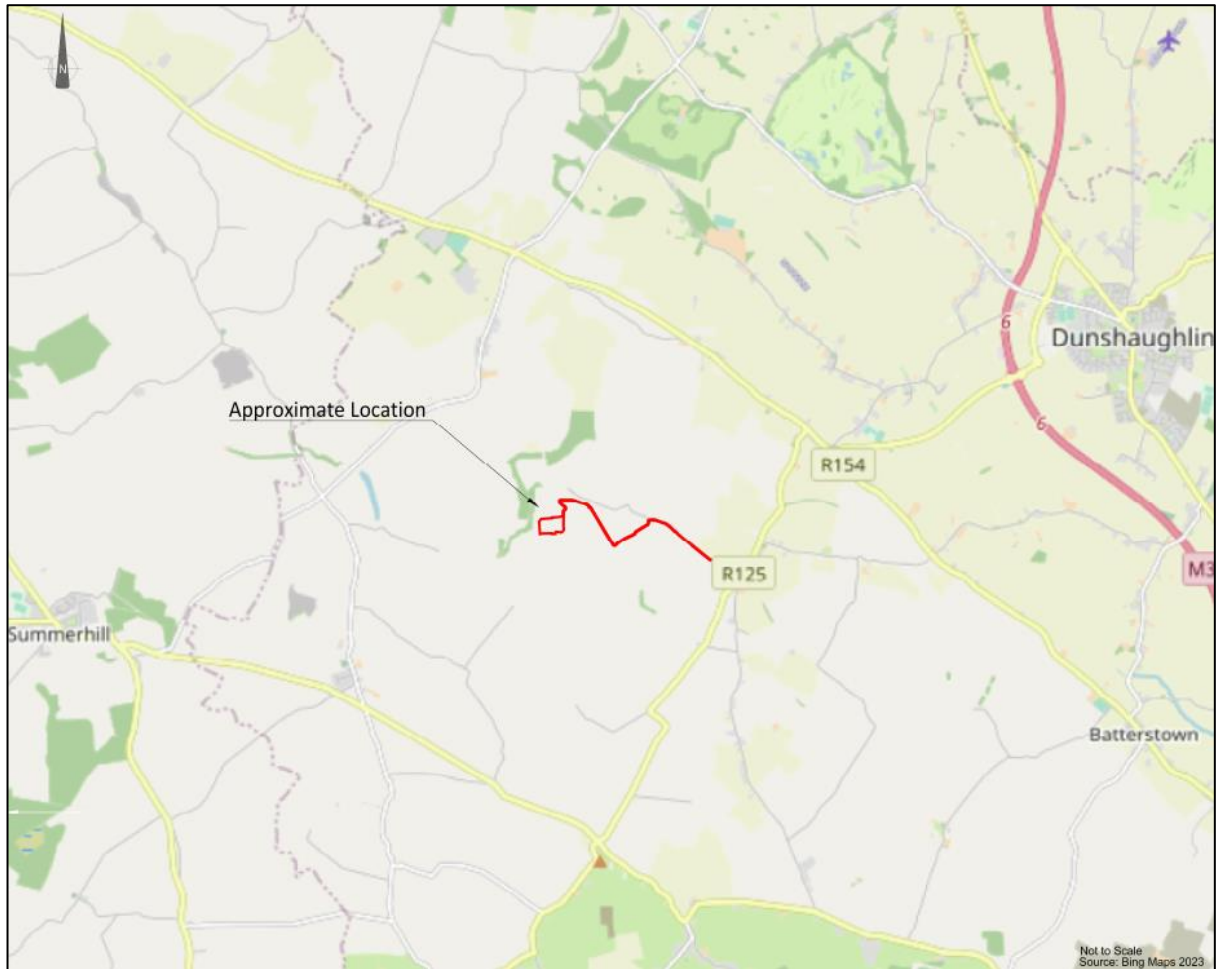 N
6
Dunshaughlin
Approximate Location
6
R154
R125
M3
Summerhill
Batterstown
Not to Scale
Source: Bing Maps 2023